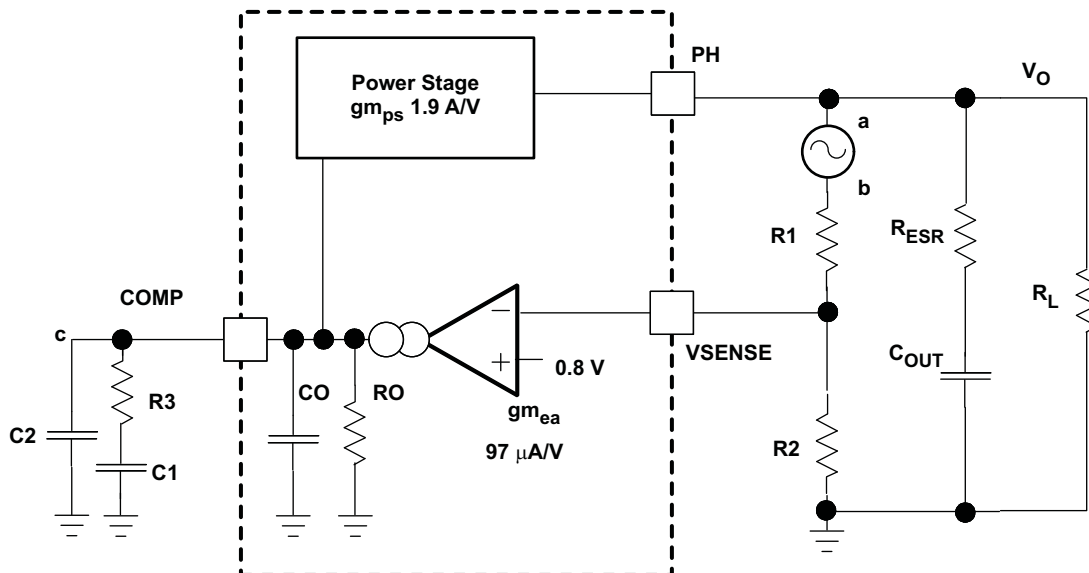 PH
Power Stage
gm_ps 1.9 A/V
V_O
a
b
R1
R_ESR
R_L
COMP
c
VSENSE
0.8 V
C_OUT
R3
CO
RO
gm_ea
97 μA/V
C2
C1
R2